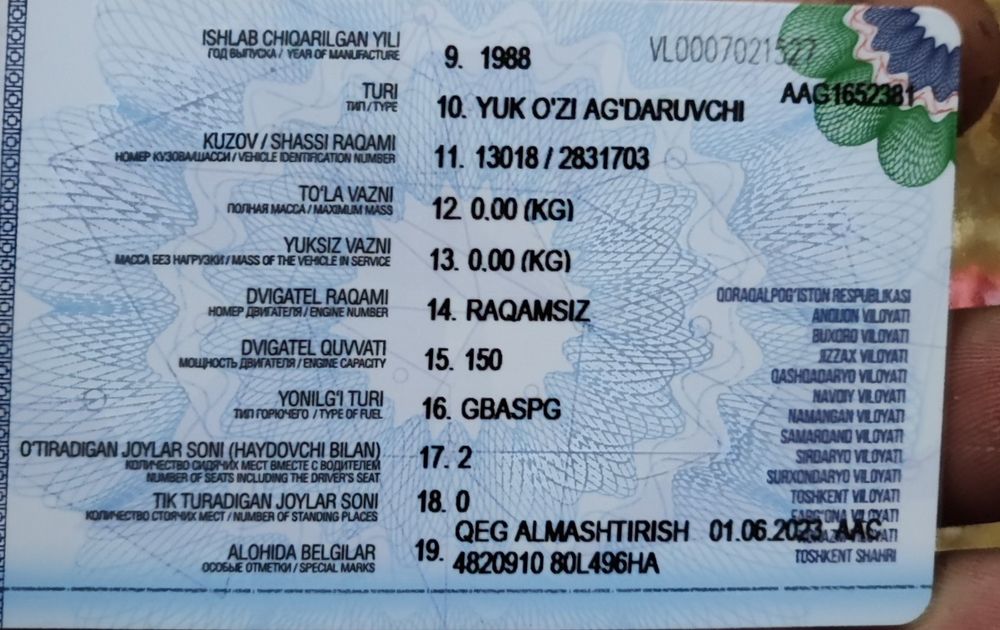 VL0007021527
AAG1652381
ISHLAB CHIQARILGAN YILI
ГОД ВЫПУСКА / YEAR OF MANUFACTURE
9. 1988
TURI
ТИП / TYPE
10. YUK O'ZI AG'DARUVCHI
KUZOV / SHASSI RAQAMI
НОМЕР КУЗОВА/ШАССИ / VEHICLE IDENTIFICATION NUMBER
11. 13018 / 2831703
TO'LA VAZNI
ПОЛНАЯ МАССА / MAXIMUM MASS
12. 0.00 (KG)
YUKSIZ VAZNI
МАССА БЕЗ НАГРУЗКИ / MASS OF THE VEHICLE IN SERVICE
13. 0.00 (KG)
DVIGATEL RAQAMI
НОМЕР ДВИГАТЕЛЯ / ENGINE NUMBER
14. RAQAMSIZ
DVIGATEL QUVVATI
МОЩНОСТЬ ДВИГАТЕЛЯ / ENGINE CAPACITY
15. 150
YONILG'I TURI
ТИП ГОРЮЧЕГО / TYPE OF FUEL
16. GBASPG
O'TIRADIGAN JOYLAR SONI (HAYDOVCHI BILAN)
КОЛИЧЕСТВО СИДЯЧИХ МЕСТ ВМЕСТЕ С ВОДИТЕЛЕМ
NUMBER OF SEATS INCLUDING THE DRIVER'S SEAT
17. 2
TIK TURADIGAN JOYLAR SONI
КОЛИЧЕСТВО СТОЯЧИХ МЕСТ / NUMBER OF STANDING PLACES
18. 0
ALOHIDA BELGILAR
ОСОБЫЕ ОТМЕТКИ / SPECIAL MARKS
19. QEG ALMASHTIRISH 01.06.2023 AAC
4820910 80L496HA
QORAQALPOG'ISTON RESPUBLIKASI
ANDIJON VILOYATI
BUXORO VILOYATI
JIZZAX VILOYATI
QASHQADARYO VILOYATI
NAVOIY VILOYATI
NAMANGAN VILOYATI
SAMARQAND VILOYATI
SIRDARYO VILOYATI
SURXONDARYO VILOYATI
TOSHKENT VILOYATI
FARG'ONA VILOYATI
TOSHKENT SHAHRI